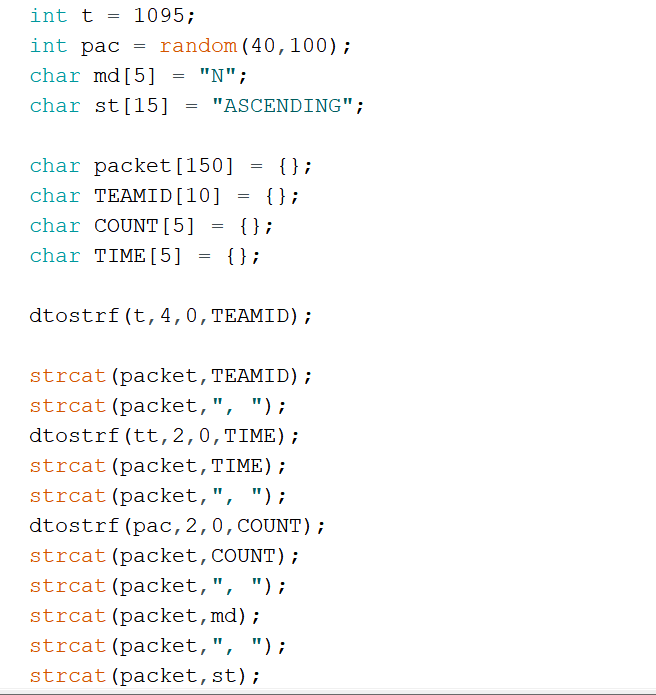 int t = 1095;
int pac = random(40,100);
char md[5] = "N";
char st[15] = "ASCENDING";
char packet[150] = {};
char TEAMID[10] = {};
char COUNT[5] = {};
char TIME[5] = {};
dtostrf(t,4,0,TEAMID);
strcat(packet,TEAMID);
strcat(packet,", ");
dtostrf(tt,2,0,TIME);
strcat(packet,TIME);
strcat(packet,", ");
dtostrf(pac,2,0,COUNT);
strcat(packet,COUNT);
strcat(packet,", ");
strcat(packet,md);
strcat(packet,", ");
strcat(packet,st);